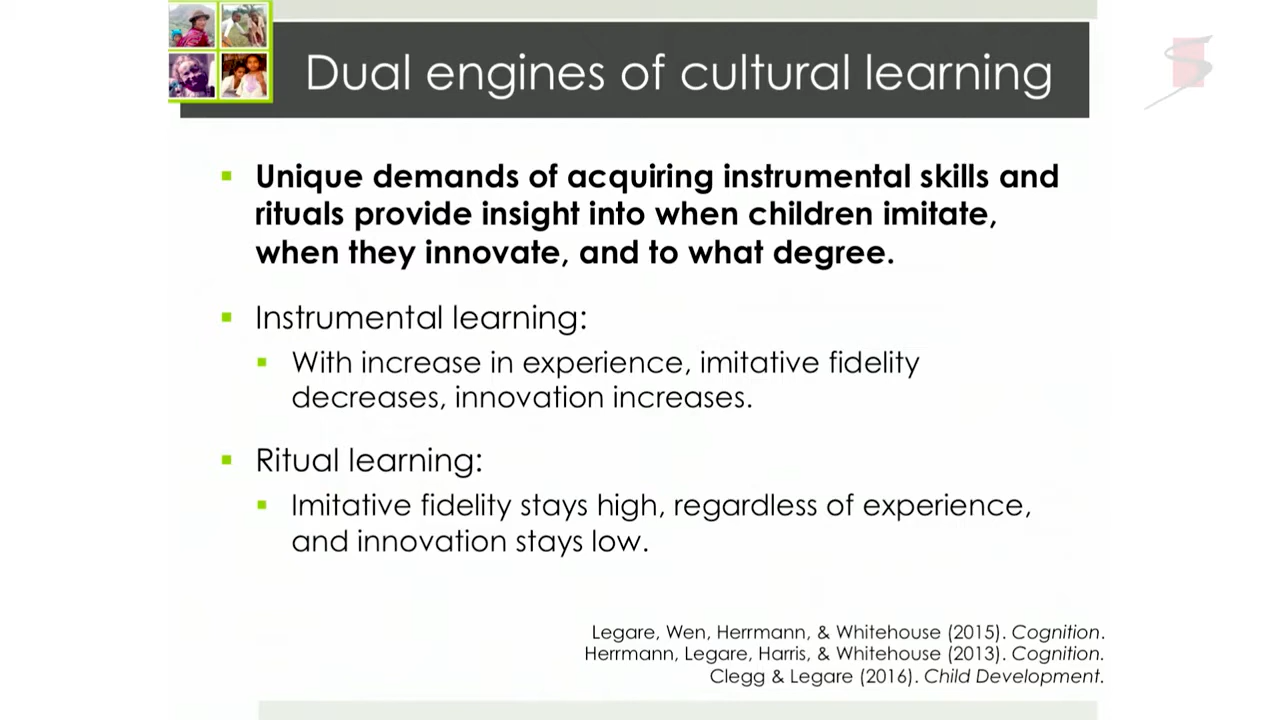 Dual engines of cultural learning
Unique demands of acquiring instrumental skills and
rituals provide insight into when children imitate,
when they innovate, and to what degree.
Instrumental learning:
With increase in experience, imitative fidelity
decreases, innovation increases.
Ritual learning:
Imitative fidelity stays high, regardless of experience,
and innovation stays low.
Legare, Wen, Herrmann, & Whitehouse (2015). Cognition.
Herrmann, Legare, Harris, & Whitehouse (2013). Cognition.
Clegg & Legare (2016). Child Development.